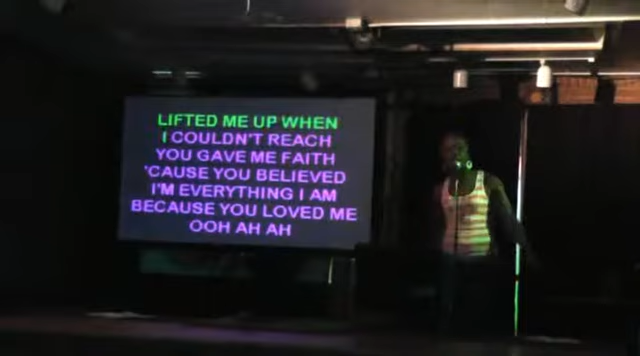 LIFTED ME UP WHEN
I COULDN'T REACH
YOU GAVE ME FAITH
'CAUSE YOU BELIEVED
I'M EVERYTHING I AM
BECAUSE YOU LOVED ME
OOH AH AH